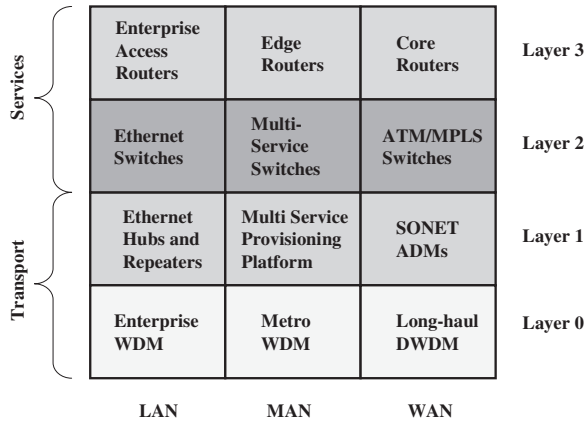 Services
Transport
Enterprise
Access
Routers
Edge
Routers
Core
Routers
Layer 3
Ethernet
Switches
Multi-
Service
Switches
ATM/MPLS
Switches
Layer 2
Ethernet
Hubs and
Repeaters
Multi Service
Provisioning
Platform
SONET
ADMs
Layer 1
Enterprise
WDM
Metro
WDM
Long-haul
DWDM
Layer 0
LAN
MAN
WAN